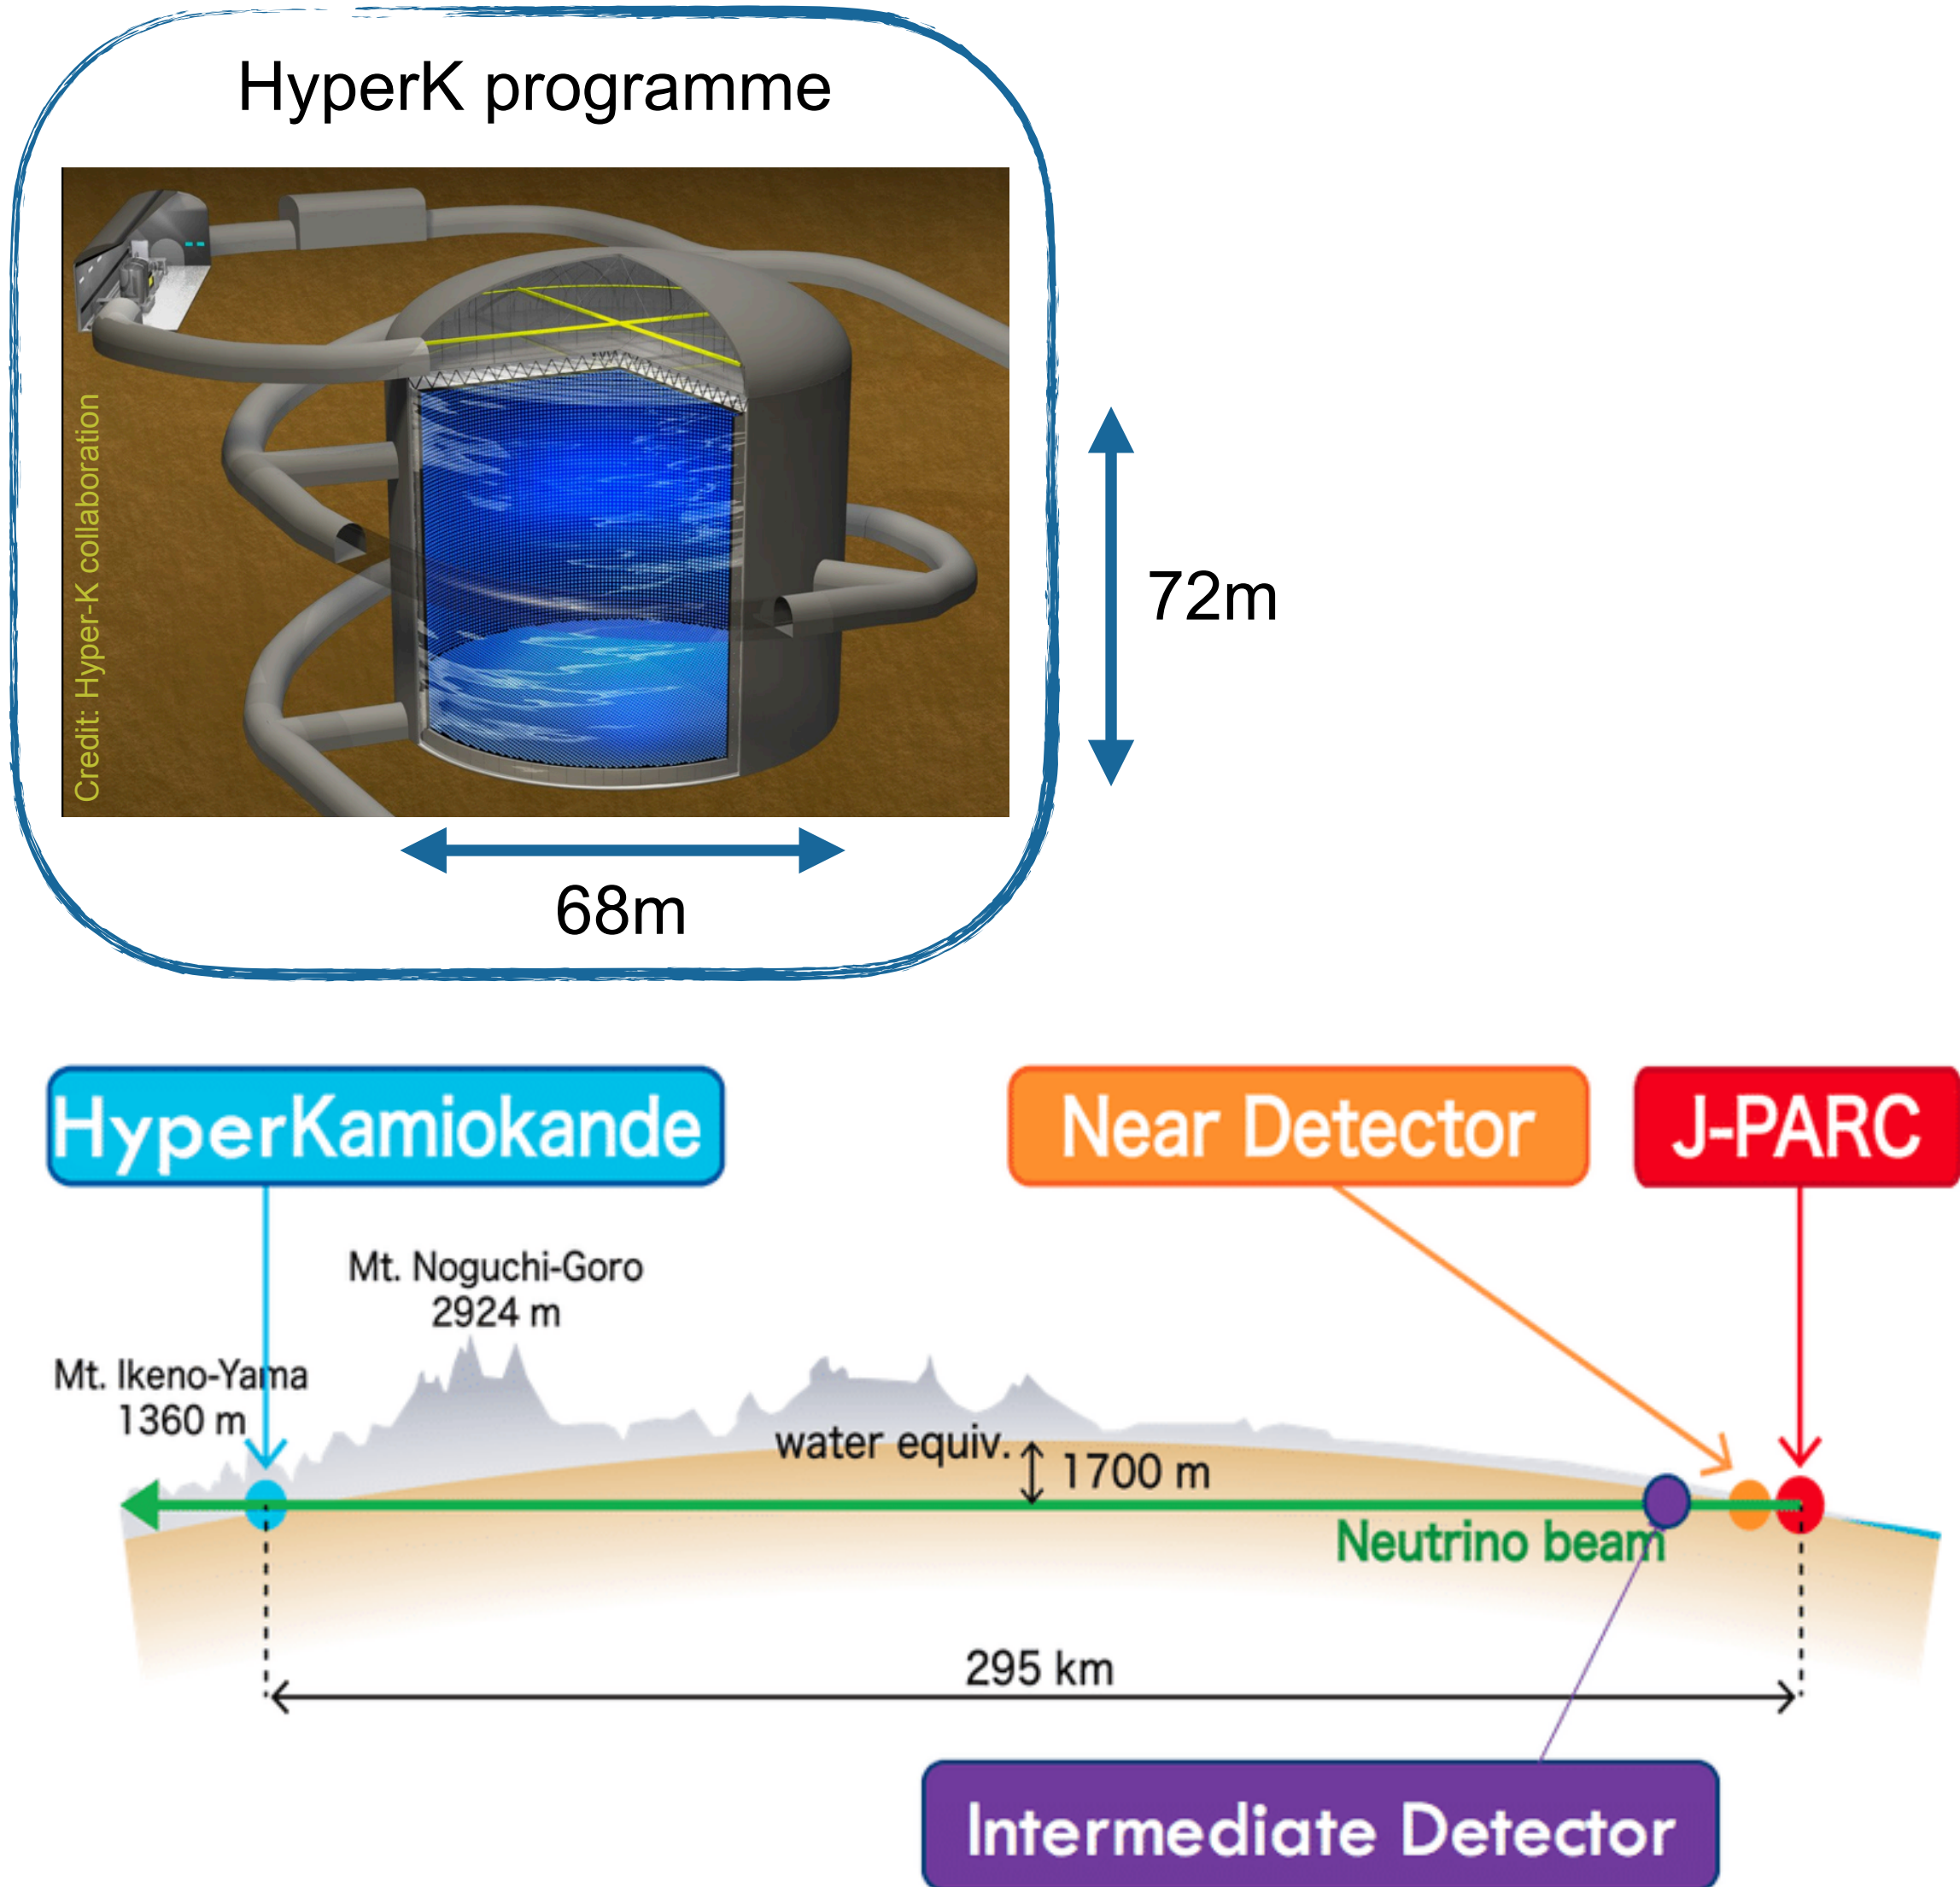 HyperK programme
Credit: Hyper-K collaboration
72m
68m
HyperKamiokande
Near Detector
J-PARC
Mt. Noguchi-Goro
2924 m
Mt. Ikeno-Yama
1360 m
water equiv.
1700 m
Neutrino beam
295 km
Intermediate Detector